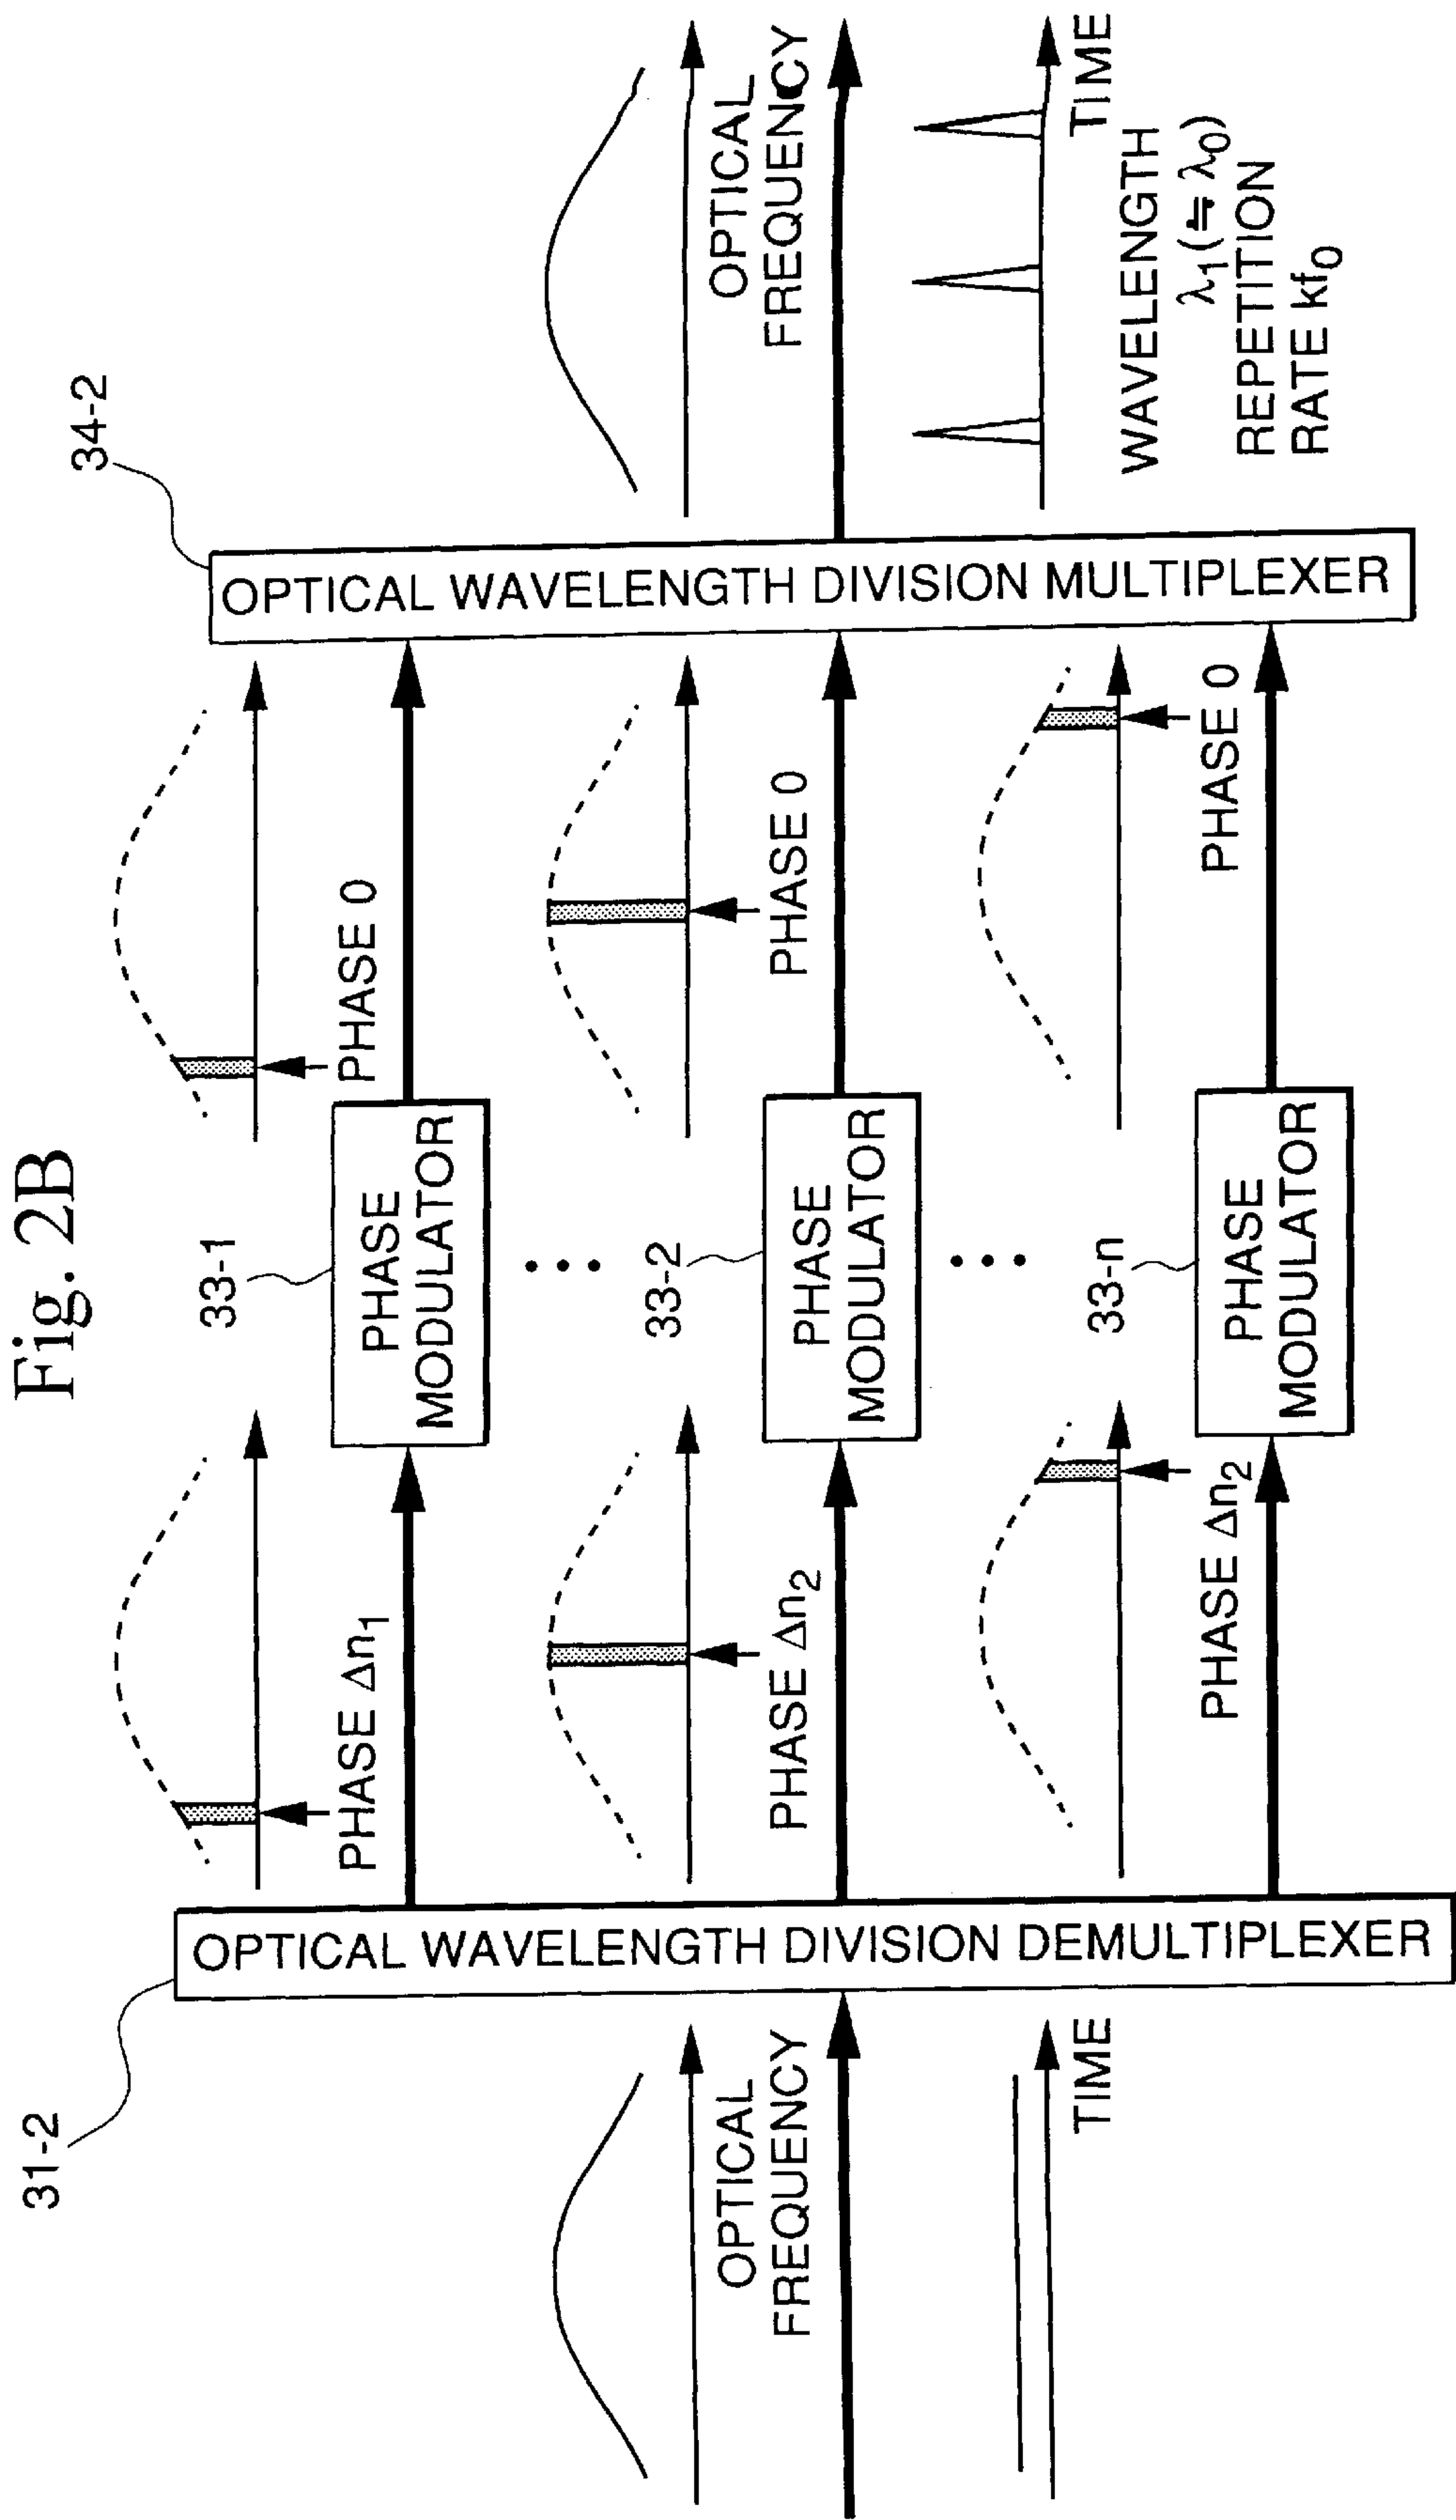 Fig. 2B
31-2
OPTICAL
FREQUENCY
TIME
OPTICAL WAVELENGTH DIVISION DEMULTIPLEXER
PHASE Δn1
PHASE Δn2
PHASE Δn2
33-1
PHASE
MODULATOR
33-2
PHASE
MODULATOR
33-n
PHASE
MODULATOR
PHASE 0
PHASE 0
PHASE 0
34-2
OPTICAL WAVELENGTH DIVISION MULTIPLEXER
OPTICAL
FREQUENCY
TIME
WAVELENGTH
λ1(≒ λ0)
REPETITION
RATE kf0